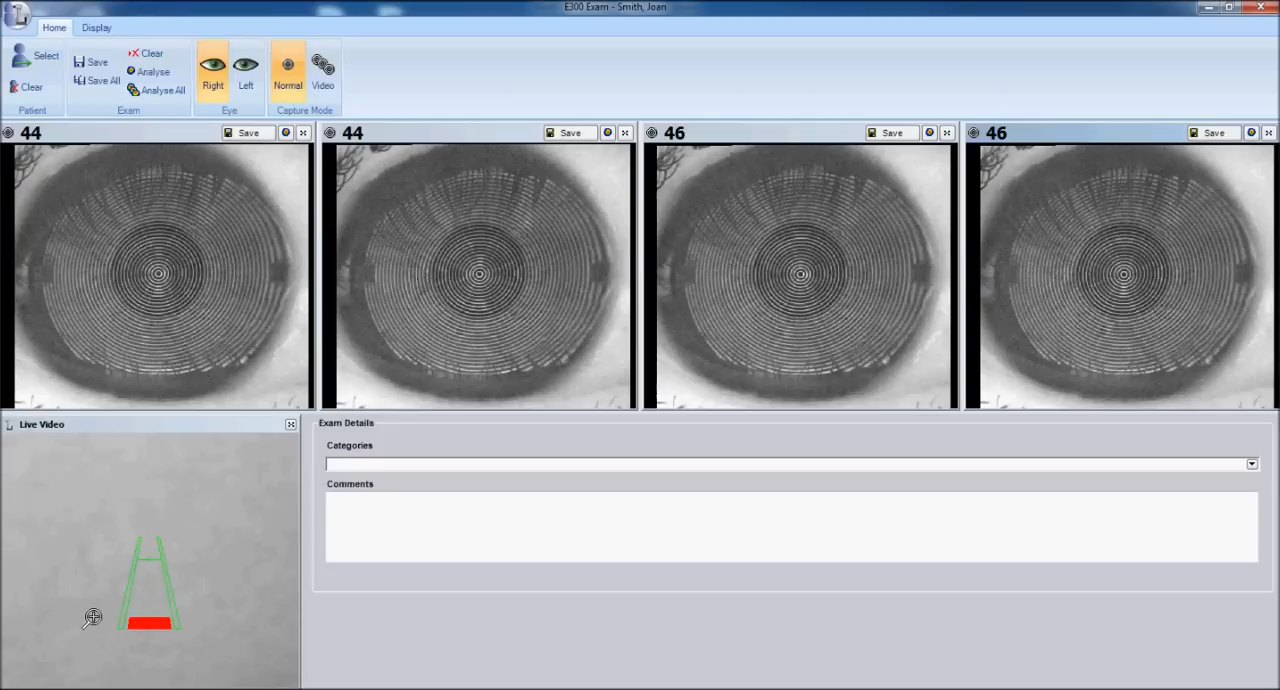 E300 Exam - Smith, Joan
Home Display
Select
Clear
Patient
Save
Save All
Clear
Analyse
Analyse All
Exam
Right Left
Eye
Normal Video
Capture Mode
44 Save
44 Save
46 Save
46 Save
Live Video
Exam Details
Categories
Comments